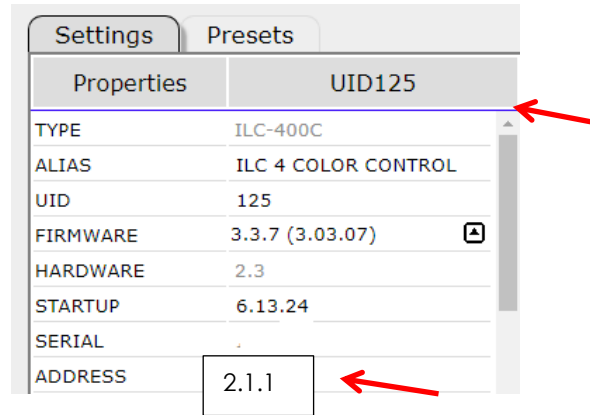 Settings Presets
Properties UID125
TYPE ILC-400C
ALIAS ILC 4 COLOR CONTROL
UID 125
FIRMWARE 3.3.7 (3.03.07)
HARDWARE 2.3
STARTUP 6.13.24
SERIAL
ADDRESS 2.1.1